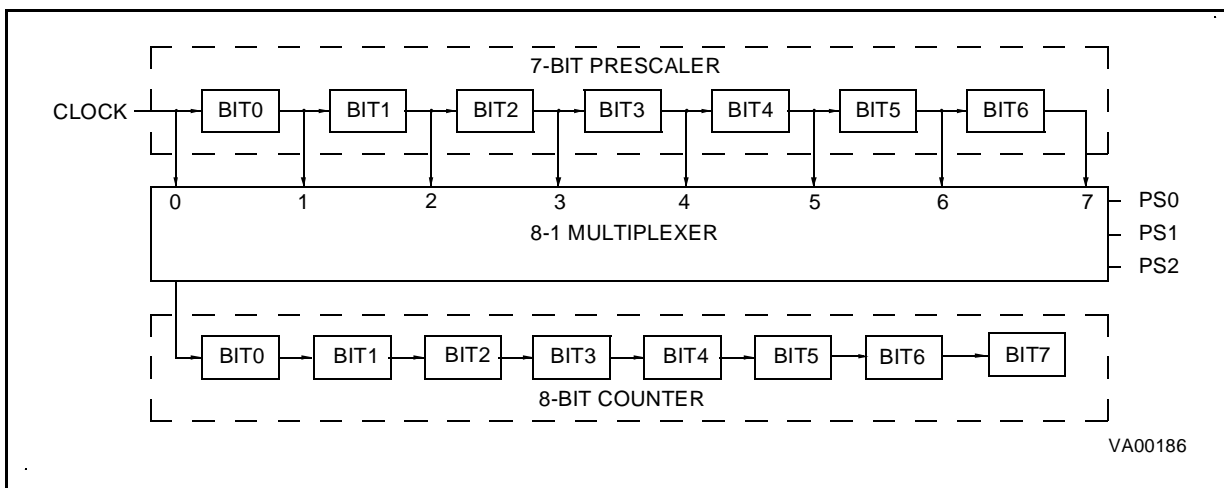 7-BIT PRESCALER
CLOCK BIT0 BIT1 BIT2 BIT3 BIT4 BIT5 BIT6
0 1 2 3 4 5 6 7 PS0
8-1 MULTIPLEXER PS1
PS2
BIT0 BIT1 BIT2 BIT3 BIT4 BIT5 BIT6 BIT7
8-BIT COUNTER
VA00186